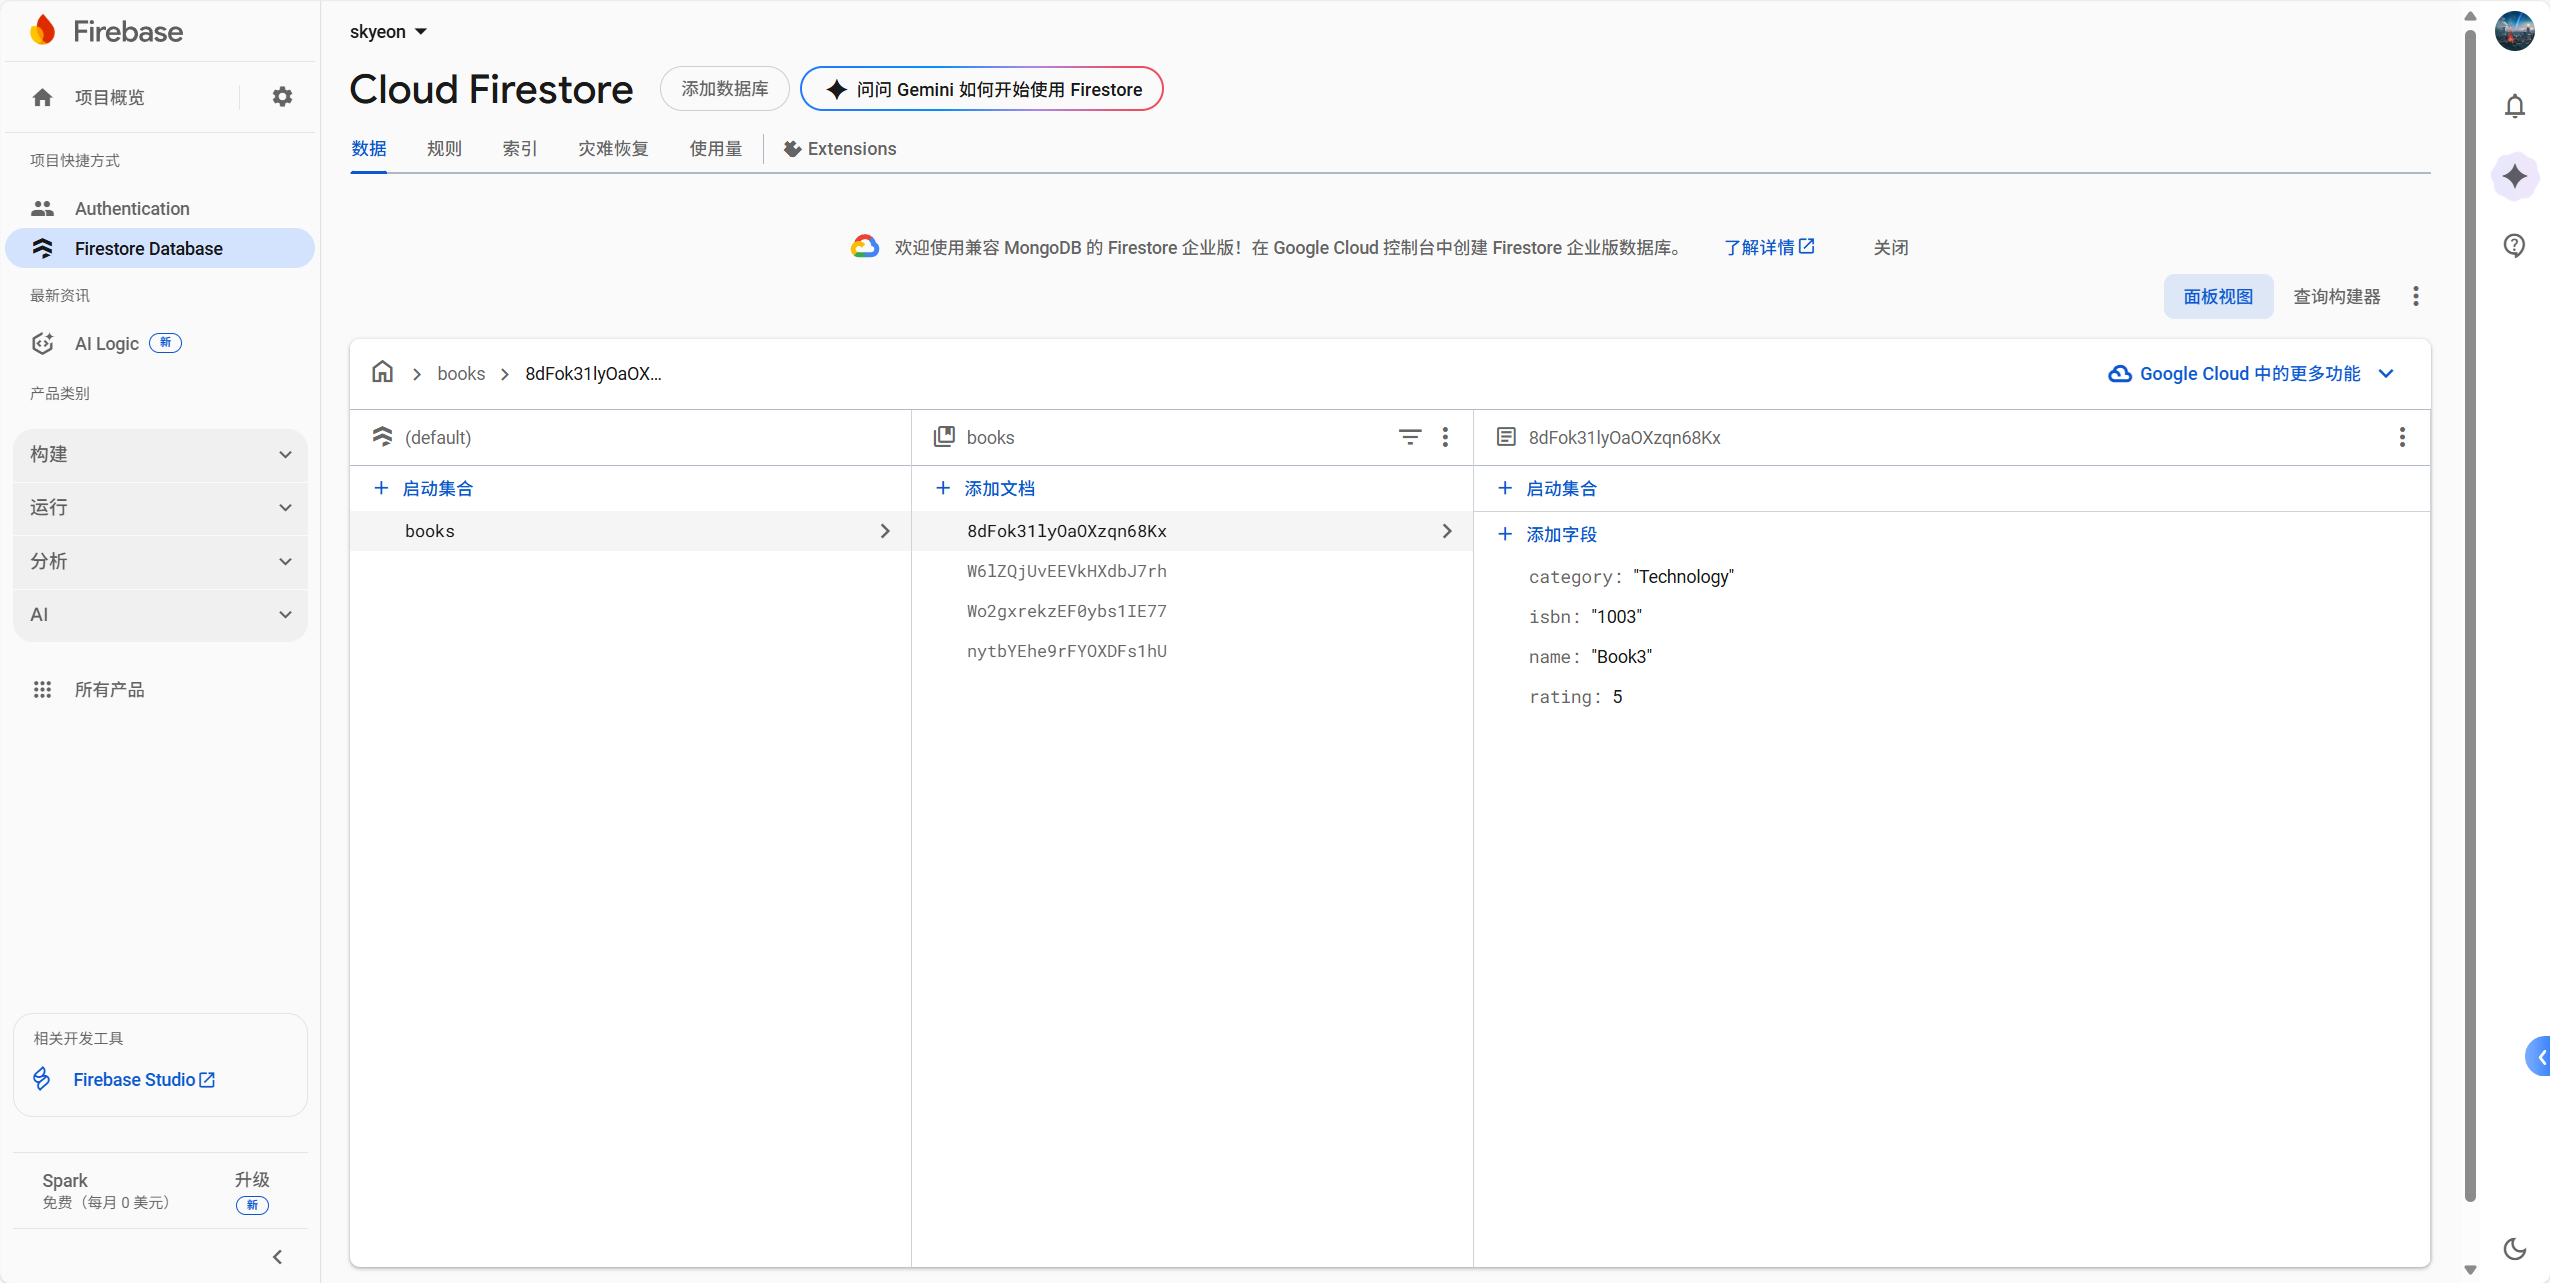 Firebase
项目概览
项目快捷方式
Authentication
Firestore Database
最新资讯
AI Logic 新
产品类别
构建
运行
分析
AI
所有产品
相关开发工具
Firebase Studio
Spark
免费（每月 0 美元）
升级
新
skyeon
Cloud Firestore
添加数据库
问问 Gemini 如何开始使用 Firestore
数据 规则 索引 灾难恢复 使用量 Extensions
欢迎使用兼容 MongoDB 的 Firestore 企业版！在 Google Cloud 控制台中创建 Firestore 企业版数据库。 了解详情 关闭
面板视图 查询构建器
books 8dFok31lyOaOX...
Google Cloud 中的更多功能
(default)
启动集合
books
books
添加文档
8dFok31lyOaOXzqn68Kx
W6lZQjUvEEVkHXdbJ7rh
Wo2gxrekzEF0ybs1IE77
nytbYEhe9rFYOXDFs1hU
8dFok31lyOaOXzqn68Kx
启动集合
添加字段
category: "Technology"
isbn: "1003"
name: "Book3"
rating: 5